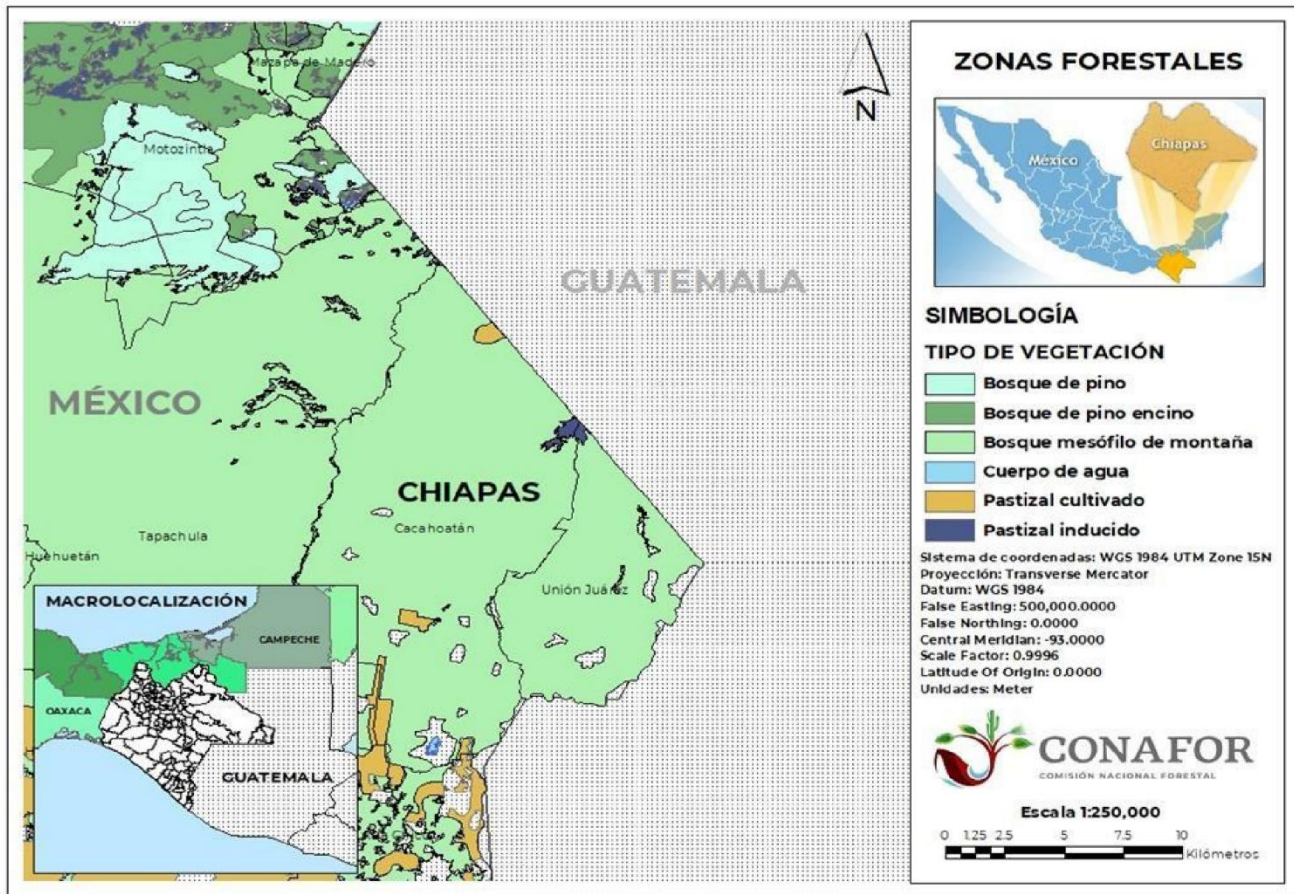 Mazapa de Madero
Motozintla
N
GUATEMALA
MÉXICO
CHIAPAS
Cacahoatán
Tapachula
Huehuetán
Unión Juárez
MACROLOCALIZACIÓN
CAMPECHE
OAXACA
GUATEMALA
ZONAS FORESTALES
México
Chiapas
SIMBOLOGÍA
TIPO DE VEGETACIÓN
Bosque de pino
Bosque de pino encino
Bosque mesófilo de montaña
Cuerpo de agua
Pastizal cultivado
Pastizal inducido
Sistema de coordenadas: WGS 1984 UTM Zone 15N
Proyección: Transverse Mercator
Datum: WGS 1984
False Easting: 500,000.0000
False Northing: 0.0000
Central Meridian: -93.0000
Scale Factor: 0.9996
Latitude Of Origin: 0.0000
Unidades: Meter
CONAFOR
COMISIÓN NACIONAL FORESTAL
Escala 1:250,000
0 1.25 2.5 5 7.5 10
Kilómetros